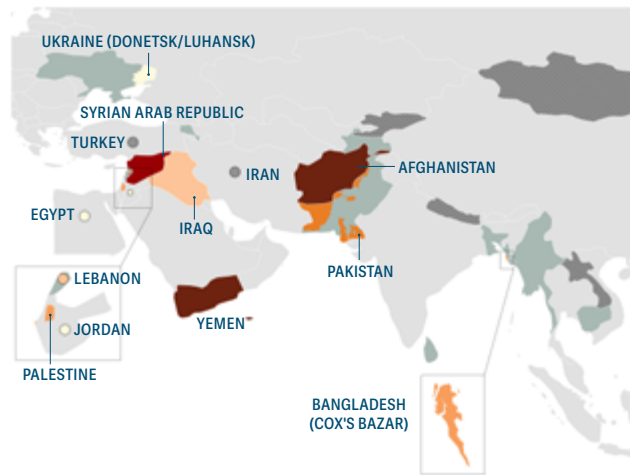 UKRAINE (DONETSK/LUHANSK)
SYRIAN ARAB REPUBLIC
TURKEY
IRAN
AFGHANISTAN
EGYPT
IRAQ
PAKISTAN
LEBANON
YEMEN
JORDAN
PALESTINE
BANGLADESH
(COX'S BAZAR)